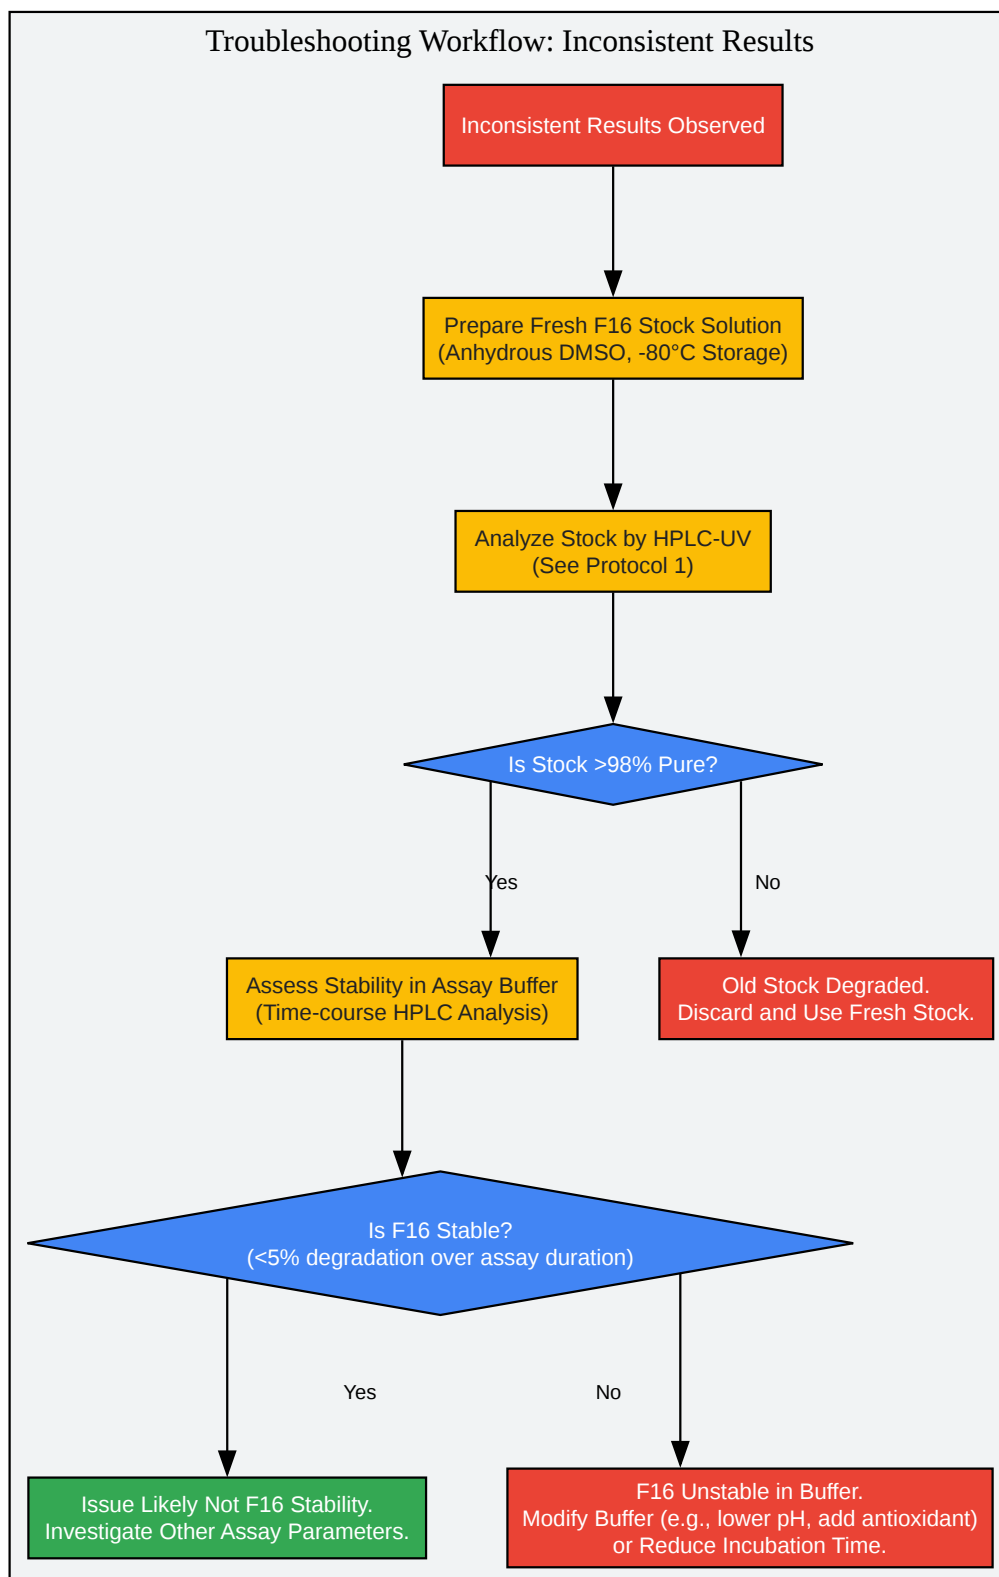 Troubleshooting Workflow: Inconsistent Results
Inconsistent Results Observed
Prepare Fresh F16 Stock Solution
(Anhydrous DMSO, -80°C Storage)
Analyze Stock by HPLC-UV
(See Protocol 1)
Is Stock >98% Pure?
Yes
No
Assess Stability in Assay Buffer
(Time-course HPLC Analysis)
Old Stock Degraded.
Discard and Use Fresh Stock.
Is F16 Stable?
(<5% degradation over assay duration)
Yes
No
Issue Likely Not F16 Stability.
Investigate Other Assay Parameters.
F16 Unstable in Buffer.
Modify Buffer (e.g., lower pH, add antioxidant)
or Reduce Incubation Time.